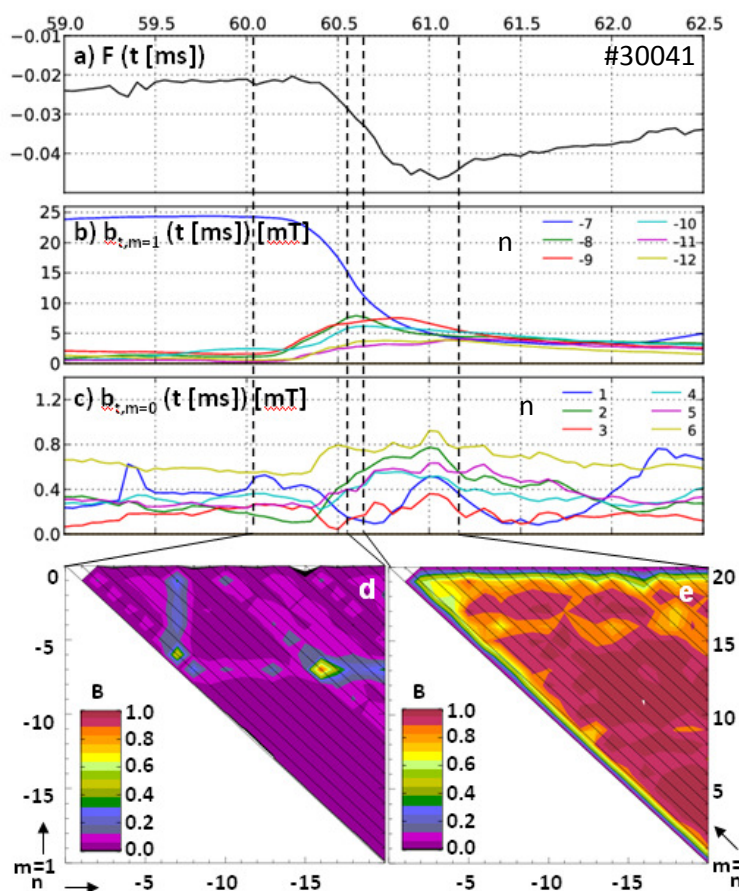 59.0 59.5 60.0 60.5 61.0 61.5 62.0 62.5
−0.01
a) F (t [ms]) #30041
−0.02
−0.03
−0.04
25
b) b_t,m=1 (t [ms]) [mT] n -7 -10
20
-8 -11
15
-9 -12
10
5
0
c) b_t,m=0 (t [ms]) [mT] n 1 4
1.2
2 5
0.8
3 6
0.4
0.0
0 d e 20
-5 15
B B
-10 1.0 1.0 10
0.8 0.8
0.6 0.6
-15 0.4 0.4 5
0.2 0.2
0.0 0.0
m=1 m=
n -5 -10 -15 -5 -10 -15 n